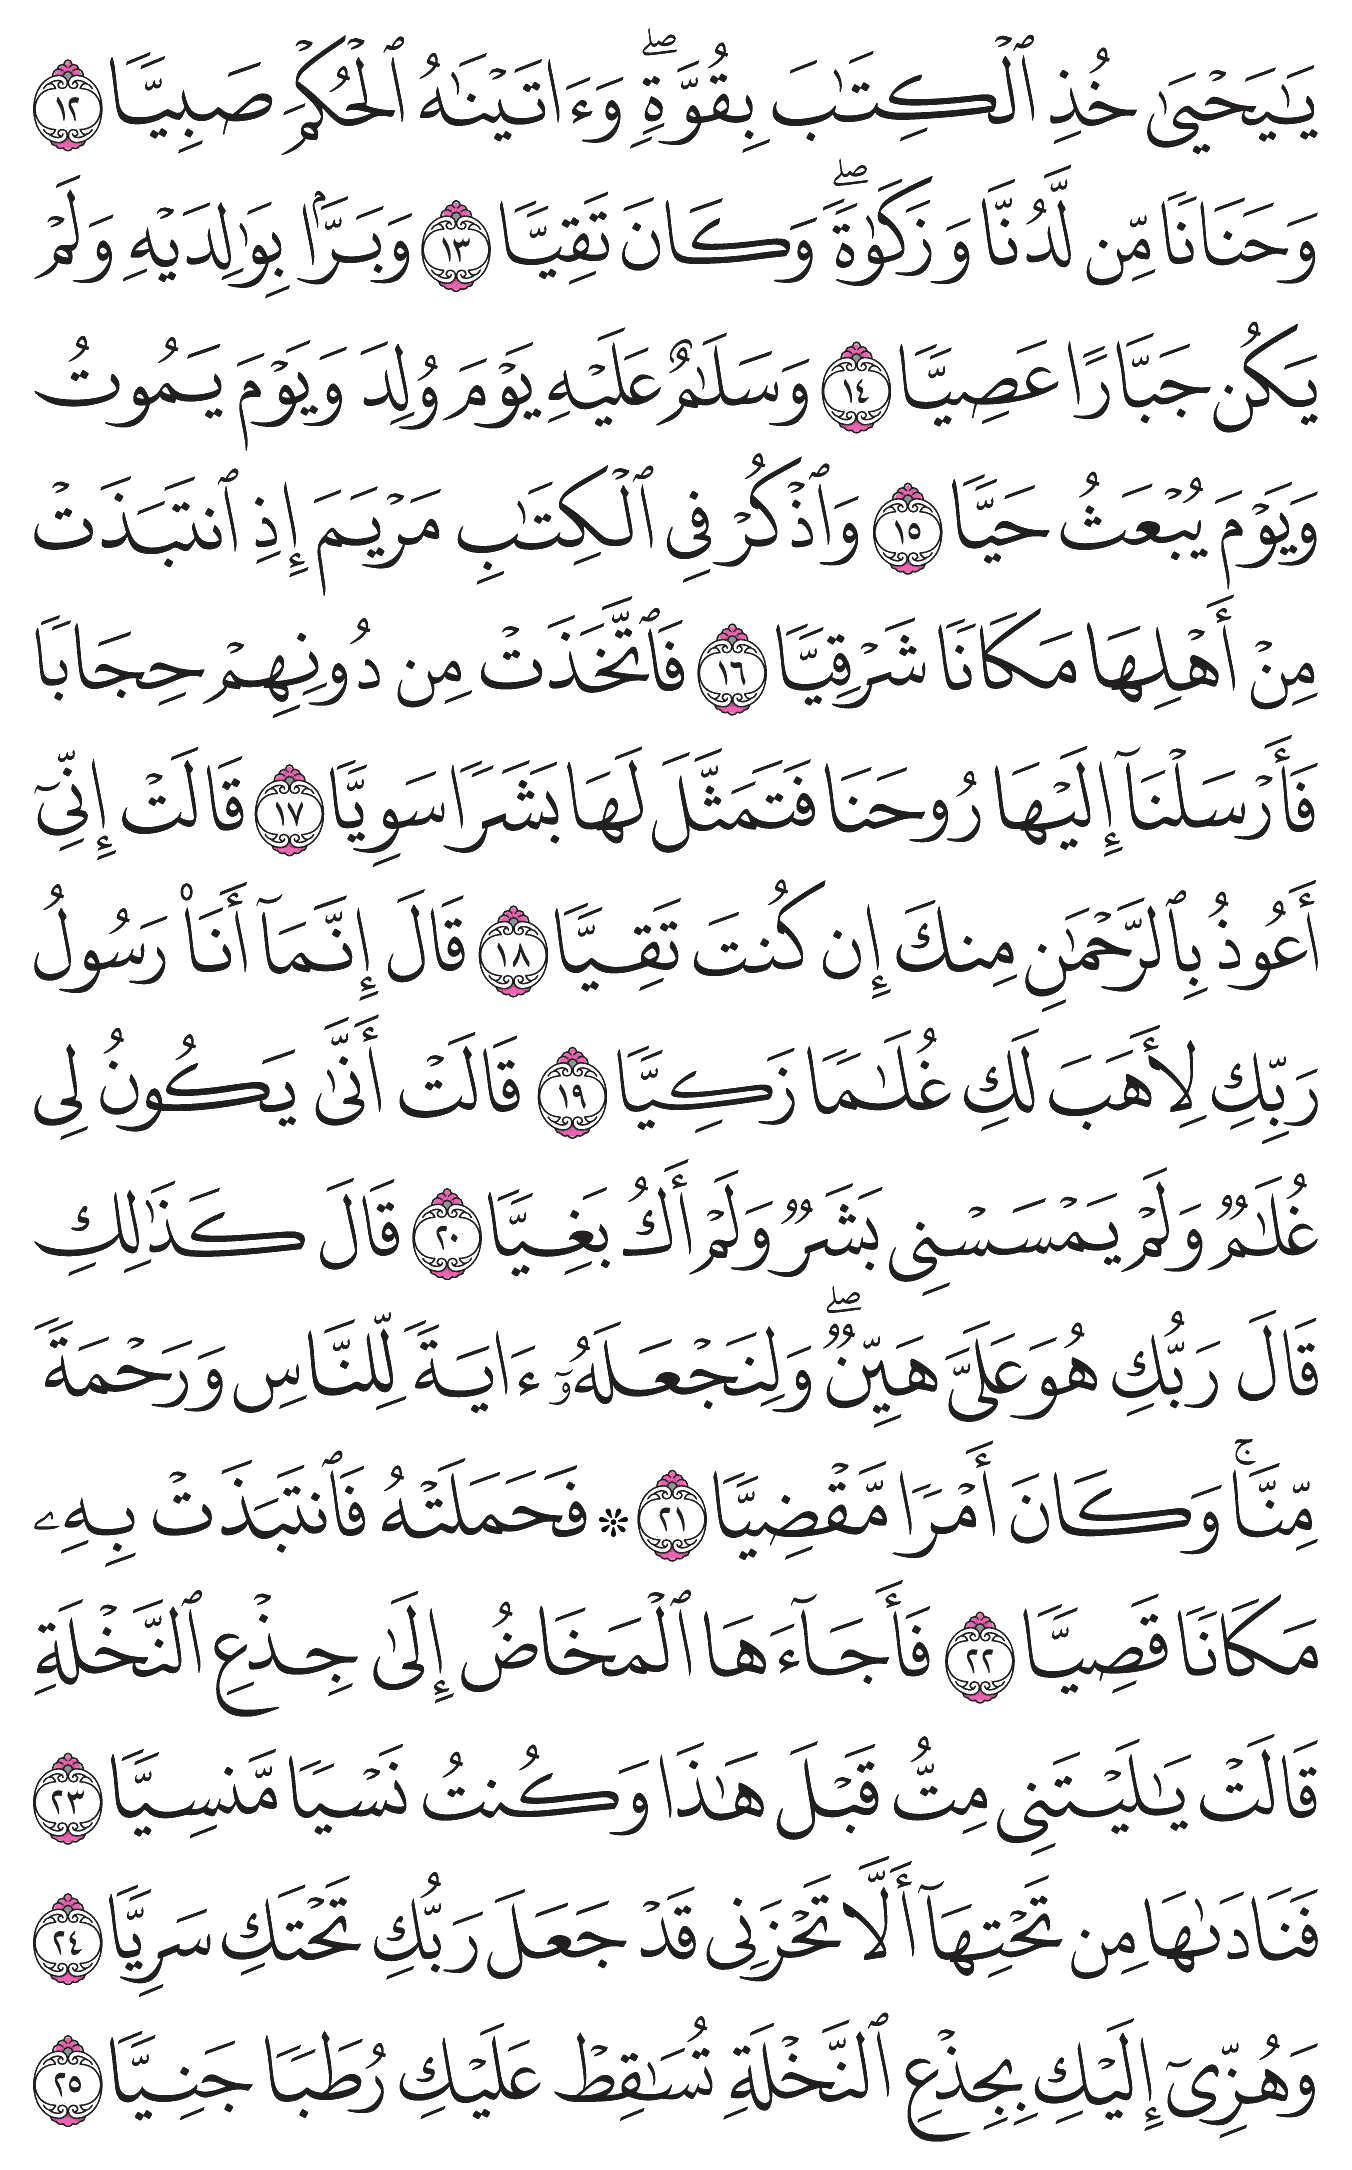 يَٰيَحْيَىٰ خُذِ ٱلْكِتَٰبَ بِقُوَّةٍۖ وَءَاتَيْنَٰهُ ٱلْحُكْمَ صَبِيًّا ١٢
وَحَنَانًا مِّن لَّدُنَّا وَزَكَوٰةًۖ وَكَانَ تَقِيًّا ١٣ وَبَرًّۢا بِوَٰلِدَيْهِ وَلَمْ
يَكُن جَبَّارًا عَصِيًّا ١٤ وَسَلَٰمٌ عَلَيْهِ يَوْمَ وُلِدَ وَيَوْمَ يَمُوتُ
وَيَوْمَ يُبْعَثُ حَيًّا ١٥ وَٱذْكُرْ فِى ٱلْكِتَٰبِ مَرْيَمَ إِذِ ٱنتَبَذَتْ
مِنْ أَهْلِهَا مَكَانًا شَرْقِيًّا ١٦ فَٱتَّخَذَتْ مِن دُونِهِمْ حِجَابًا
فَأَرْسَلْنَآ إِلَيْهَا رُوحَنَا فَتَمَثَّلَ لَهَا بَشَرًا سَوِيًّا ١٧ قَالَتْ إِنِّىٓ
أَعُوذُ بِٱلرَّحْمَٰنِ مِنكَ إِن كُنتَ تَقِيًّا ١٨ قَالَ إِنَّمَآ أَنَا۠ رَسُولُ
رَبِّكِ لِأَهَبَ لَكِ غُلَٰمًا زَكِيًّا ١٩ قَالَتْ أَنَّىٰ يَكُونُ لِى
غُلَٰمٌ وَلَمْ يَمْسَسْنِى بَشَرٌ وَلَمْ أَكُ بَغِيًّا ٢٠ قَالَ كَذَٰلِكِ
قَالَ رَبُّكِ هُوَ عَلَىَّ هَيِّنٌۖ وَلِنَجْعَلَهُۥٓ ءَايَةً لِّلنَّاسِ وَرَحْمَةً
مِّنَّاۚ وَكَانَ أَمْرًا مَّقْضِيًّا ٢١ ۞ فَحَمَلَتْهُ فَٱنتَبَذَتْ بِهِۦ
مَكَانًا قَصِيًّا ٢٢ فَأَجَآءَهَا ٱلْمَخَاضُ إِلَىٰ جِذْعِ ٱلنَّخْلَةِ
قَالَتْ يَٰلَيْتَنِى مِتُّ قَبْلَ هَٰذَا وَكُنتُ نَسْيًا مَّنسِيًّا ٢٣
فَنَادَىٰهَا مِن تَحْتِهَآ أَلَّا تَحْزَنِى قَدْ جَعَلَ رَبُّكِ تَحْتَكِ سَرِيًّا ٢٤
وَهُزِّىٓ إِلَيْكِ بِجِذْعِ ٱلنَّخْلَةِ تُسَٰقِطْ عَلَيْكِ رُطَبًا جَنِيًّا ٢٥